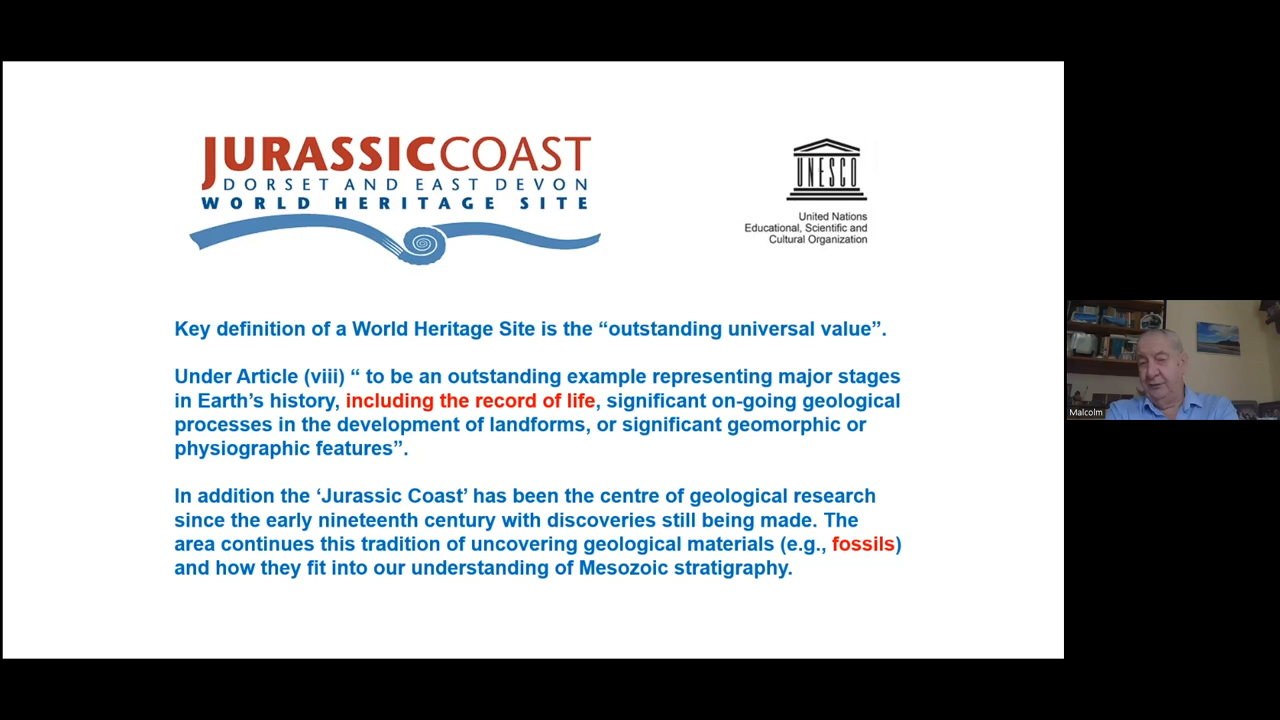 JURASSICCOAST
DORSET AND EAST DEVON
WORLD HERITAGE SITE
UNESCO
United Nations
Educational, Scientific and
Cultural Organization
Key definition of a World Heritage Site is the “outstanding universal value”.
Under Article (viii) “ to be an outstanding example representing major stages
in Earth’s history, including the record of life, significant on-going geological
processes in the development of landforms, or significant geomorphic or
physiographic features”.
In addition the ‘Jurassic Coast’ has been the centre of geological research
since the early nineteenth century with discoveries still being made. The
area continues this tradition of uncovering geological materials (e.g., fossils)
and how they fit into our understanding of Mesozoic stratigraphy.
Malcolm